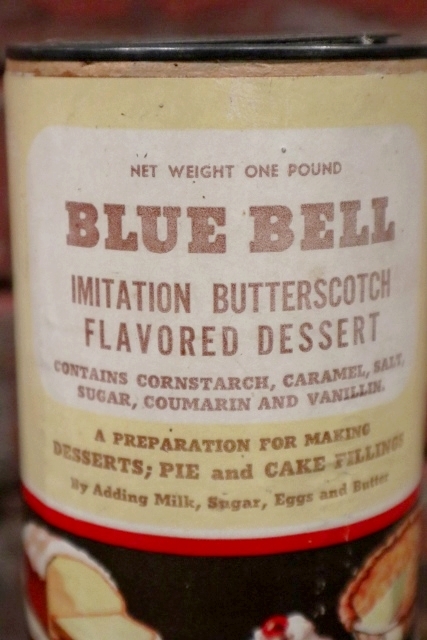 NET WEIGHT ONE POUND
BLUE BELL
IMITATION BUTTERSCOTCH
FLAVORED DESSERT
CONTAINS CORNSTARCH, CARAMEL, SALT,
SUGAR, COUMARIN AND VANILLIN.
A PREPARATION FOR MAKING
DESSERTS; PIE and CAKE FILLINGS
By Adding Milk, Sugar, Eggs and Butter